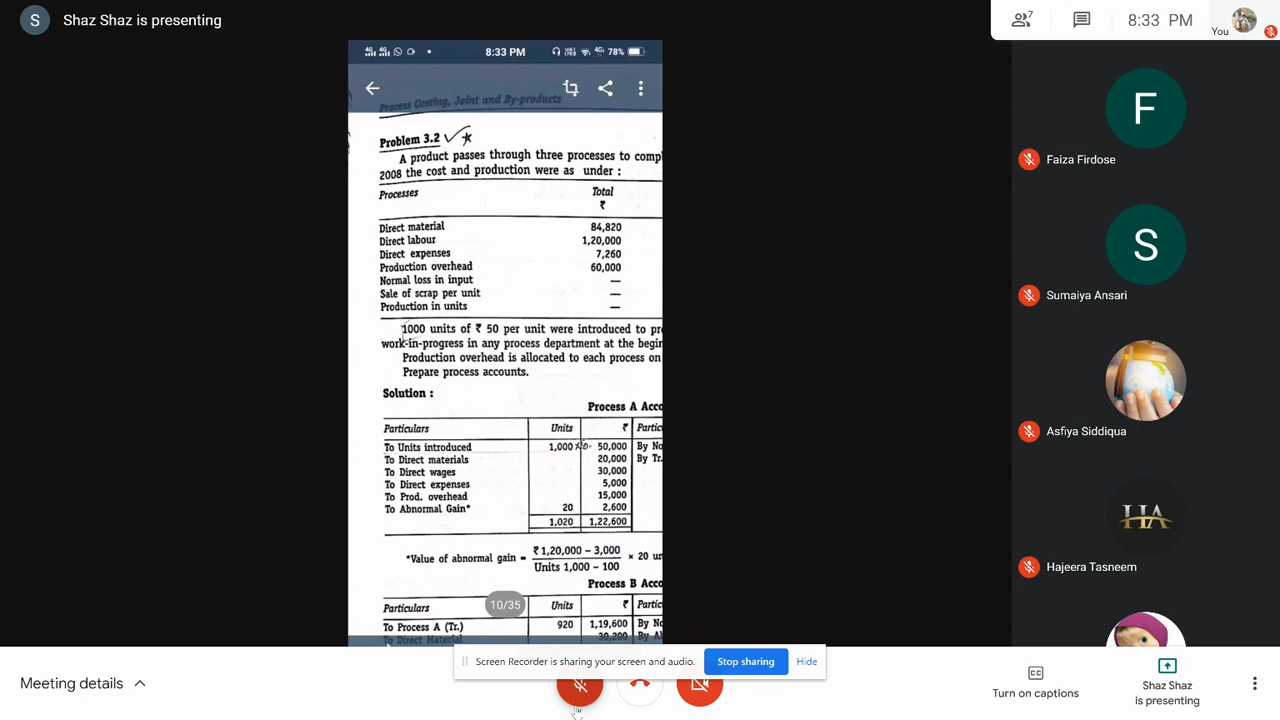 S Shaz Shaz is presenting
7
8:33 PM
You
8:33 PM
78%
Process Costing, Joint and By-products
Problem 3.2
A product passes through three processes to compl
2008 the cost and production were as under :
Processes Total
₹
Direct material 84,820
Direct labour 1,20,000
Direct expenses 7,260
Production overhead 60,000
Normal loss in input —
Sale of scrap per unit —
Production in units —
1000 units of ₹ 50 per unit were introduced to pr
work-in-progress in any process department at the begin
Production overhead is allocated to each process on
Prepare process accounts.
Solution :
Process A Acco
Particulars Units ₹ Partic
To Units introduced 1,000 50,000 By No
To Direct materials 20,000 By Tr.
To Direct wages 30,000
To Direct expenses 5,000
To Prod. overhead 15,000
To Abnormal Gain* 20 2,600
1,020 1,22,600
*Value of abnormal gain = ₹ 1,20,000 – 3,000 × 20 un
Units 1,000 – 100
Process B Acco
Particulars Units ₹ Partic
10/35
To Process A (Tr.) 920 1,19,600 By No
To Direct Material 30,200 By A
F
Faiza Firdose
S
Sumaiya Ansari
Asfiya Siddiqua
HA
Hajeera Tasneem
Screen Recorder is sharing your screen and audio. Stop sharing Hide
Meeting details
CC
Turn on captions
Shaz Shaz
is presenting